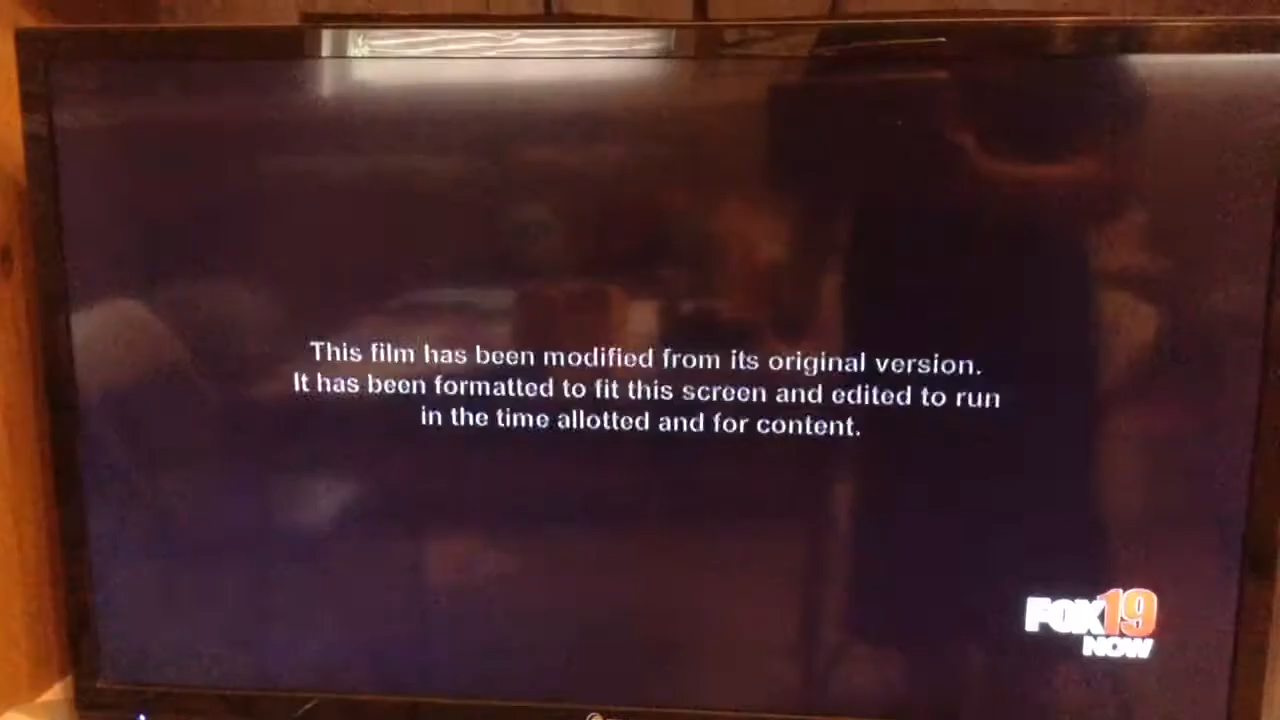 This film has been modified from its original version.
It has been formatted to fit this screen and edited to run
in the time allotted and for content.
FOX19
NOW